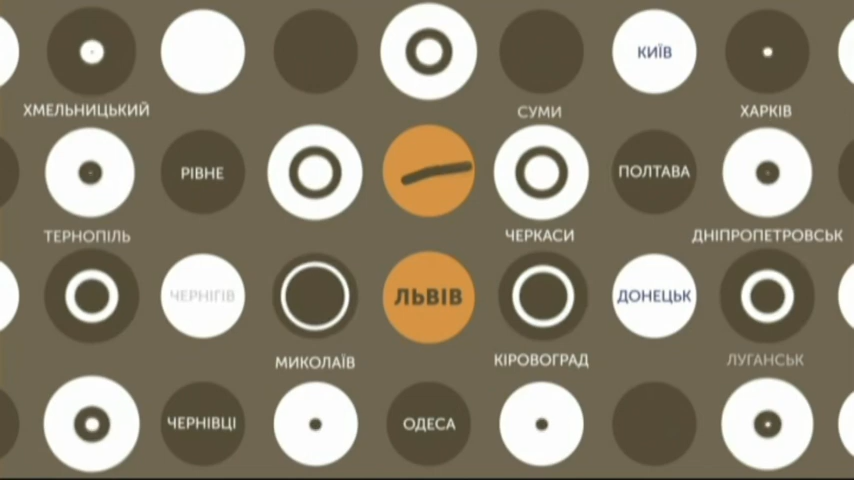 КИЇВ
ХМЕЛЬНИЦЬКИЙ
СУМИ
ХАРКІВ
РІВНЕ
ПОЛТАВА
ТЕРНОПІЛЬ
ЧЕРКАСИ
ДНІПРОПЕТРОВСЬК
ЧЕРНІГІВ
ЛЬВІВ
ДОНЕЦЬК
МИКОЛАЇВ
КІРОВОГРАД
ЛУГАНСЬК
ЧЕРНІВЦІ
ОДЕСА